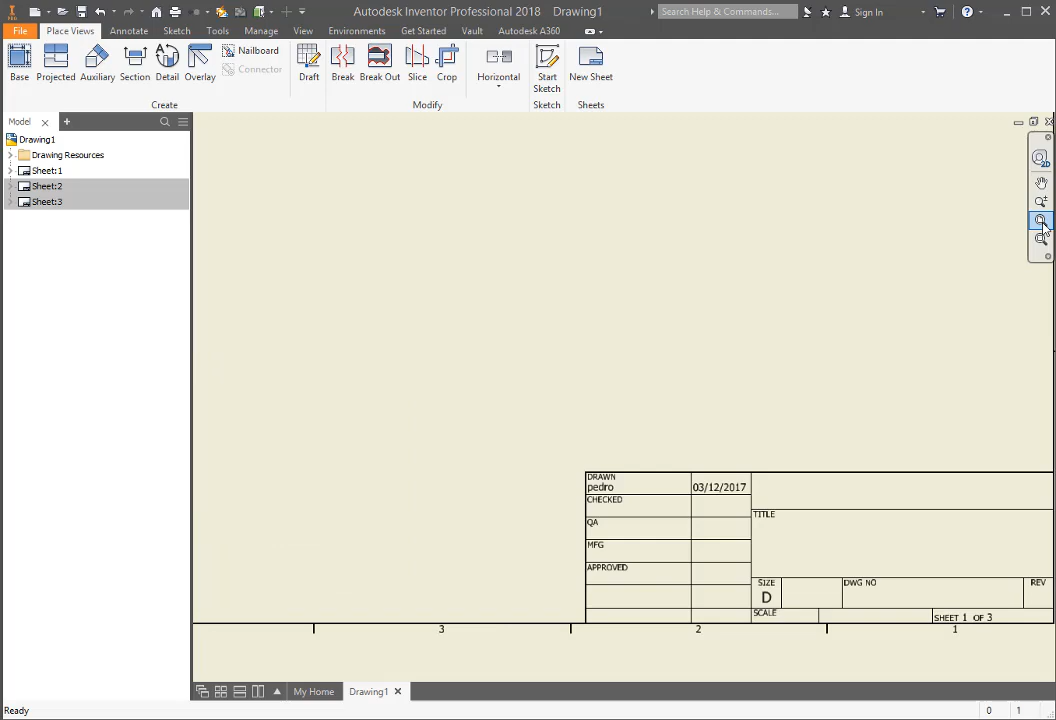 Autodesk Inventor Professional 2018 Drawing1
Search Help & Commands...
Sign In
PRO
File
Place Views
Annotate
Sketch
Tools
Manage
View
Environments
Get Started
Vault
Autodesk A360
Base
Projected
Auxiliary
Section
Detail
Overlay
Nailboard
Connector
Draft
Break
Break Out
Slice
Crop
Horizontal
Start Sketch
New Sheet
Create
Modify
Sketch
Sheets
Model
Drawing1
Drawing Resources
Sheet:1
Sheet:2
Sheet:3
2D
DRAWN
pedro
03/12/2017
CHECKED
QA
MFG
APPROVED
TITLE
SIZE
D
DWG NO
REV
SCALE
SHEET 1 OF 3
3
2
1
My Home
Drawing1
Ready
0
1